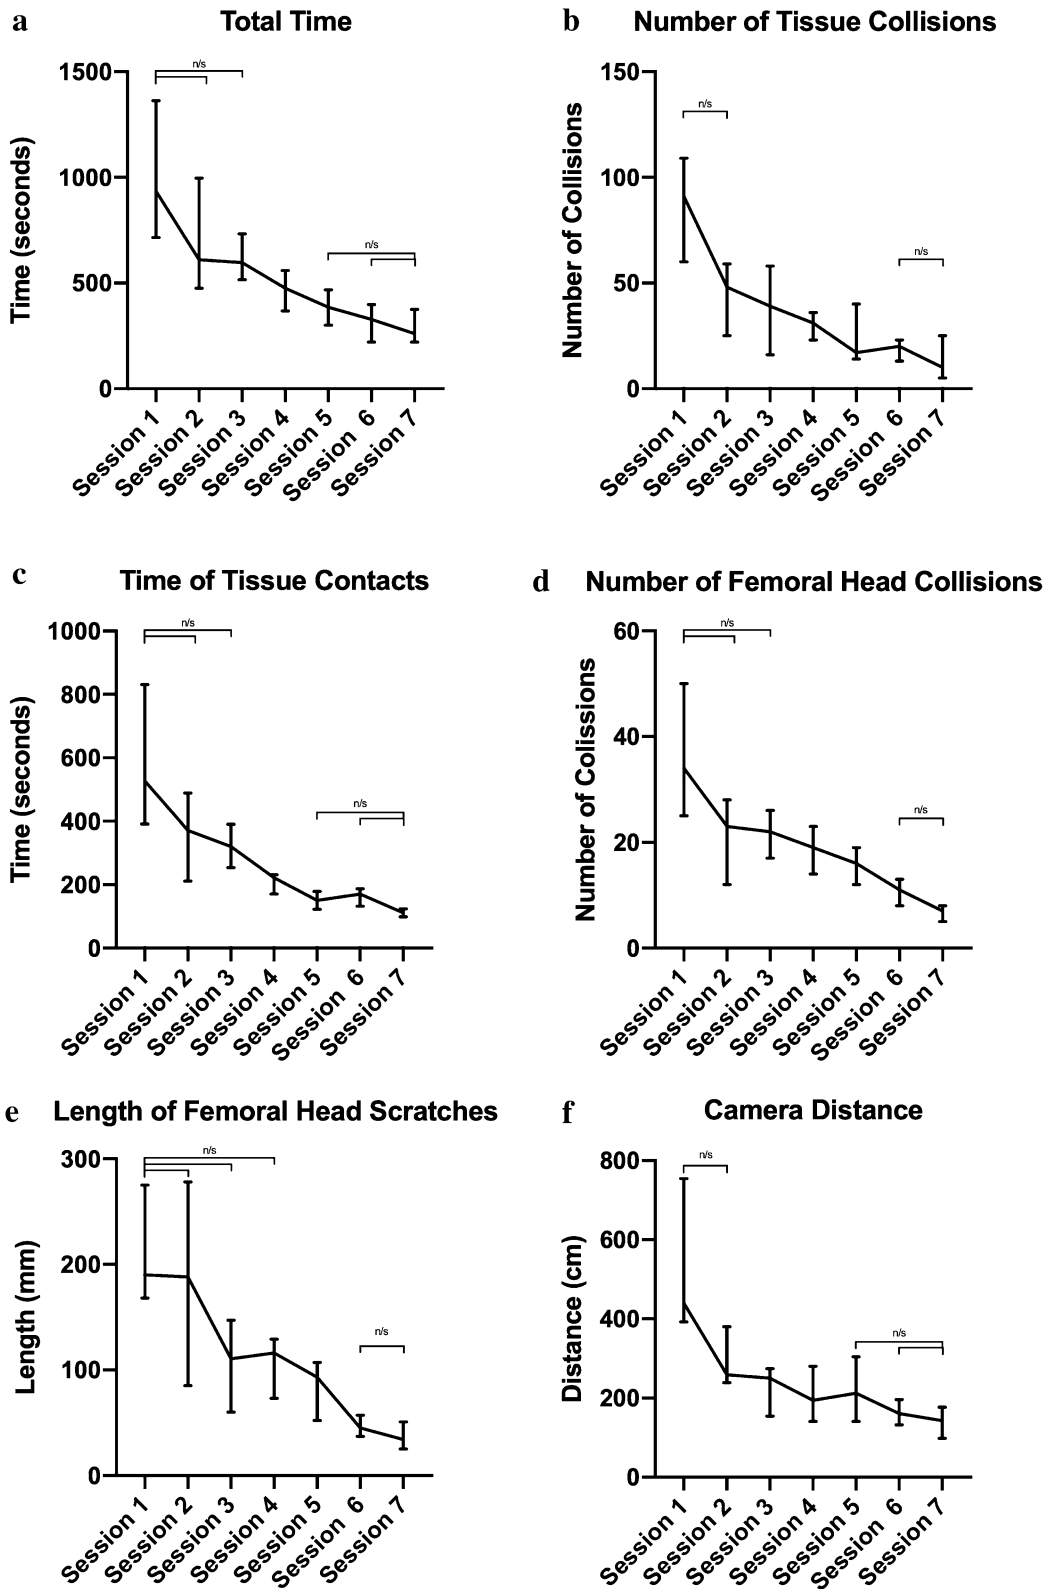 a
Total Time
Time (seconds)
1500
1000
500
0
n/s
n/s
Session 1
Session 2
Session 3
Session 4
Session 5
Session 6
Session 7
b
Number of Tissue Collisions
Number of Collisions
150
100
50
0
n/s
n/s
Session 1
Session 2
Session 3
Session 4
Session 5
Session 6
Session 7
c
Time of Tissue Contacts
Time (seconds)
1000
800
600
400
200
0
n/s
n/s
Session 1
Session 2
Session 3
Session 4
Session 5
Session 6
Session 7
d
Number of Femoral Head Collisions
Number of Colissions
60
40
20
0
n/s
n/s
Session 1
Session 2
Session 3
Session 4
Session 5
Session 6
Session 7
e
Length of Femoral Head Scratches
Length (mm)
300
200
100
0
n/s
n/s
Session 1
Session 2
Session 3
Session 4
Session 5
Session 6
Session 7
f
Camera Distance
Distance (cm)
800
600
400
200
0
n/s
n/s
Session 1
Session 2
Session 3
Session 4
Session 5
Session 6
Session 7